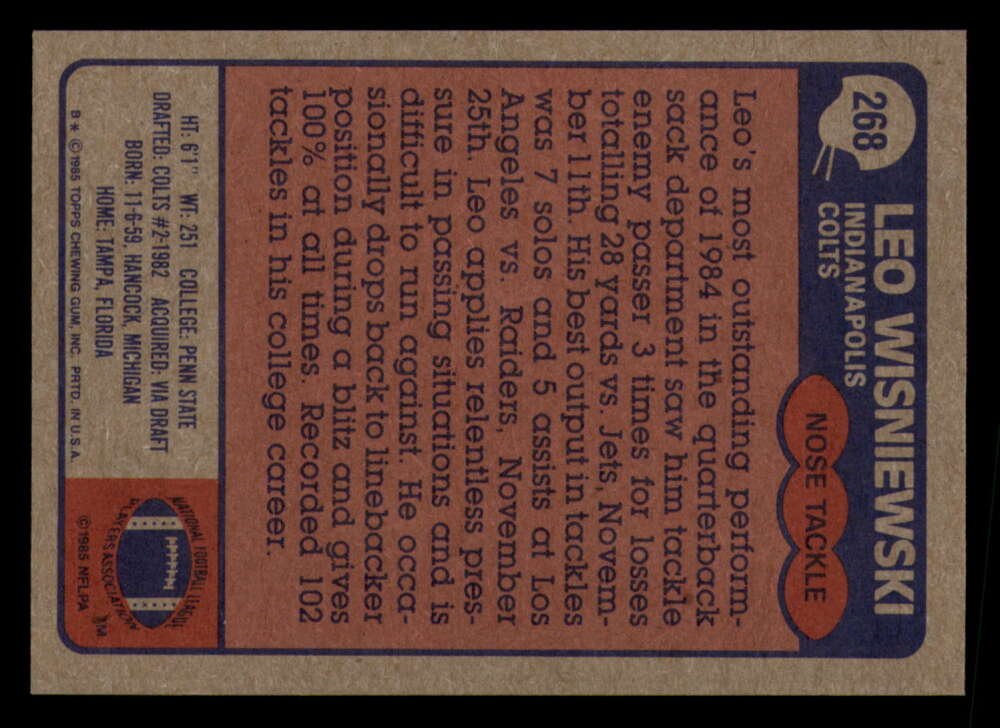 268
LEO WISNIEWSKI
INDIANAPOLIS
COLTS
NOSE TACKLE
Leo's most outstanding perform-
ance of 1984 in the quarterback
sack department saw him tackle
enemy passer 3 times for losses
totalling 28 yards vs. Jets, Novem-
ber 11th. His best output in tackles
was 7 solos and 5 assists at Los
Angeles vs. Raiders, November
25th. Leo applies relentless pres-
sure in passing situations and is
difficult to run against. He occa-
sionally drops back to linebacker
position during a blitz and gives
100% at all times. Recorded 102
tackles in his college career.
HT: 6'1" WT: 251 COLLEGE: PENN STATE
DRAFTED: COLTS #2-1982 ACQUIRED: VIA DRAFT
BORN: 11-6-59, HANCOCK, MICHIGAN
HOME: TAMPA, FLORIDA
B * © 1985 TOPPS CHEWING GUM, INC. PRTD. IN U.S.A.
NATIONAL FOOTBALL LEAGUE
PLAYERS ASSOCIATION
TM
© 1985 NFLPA